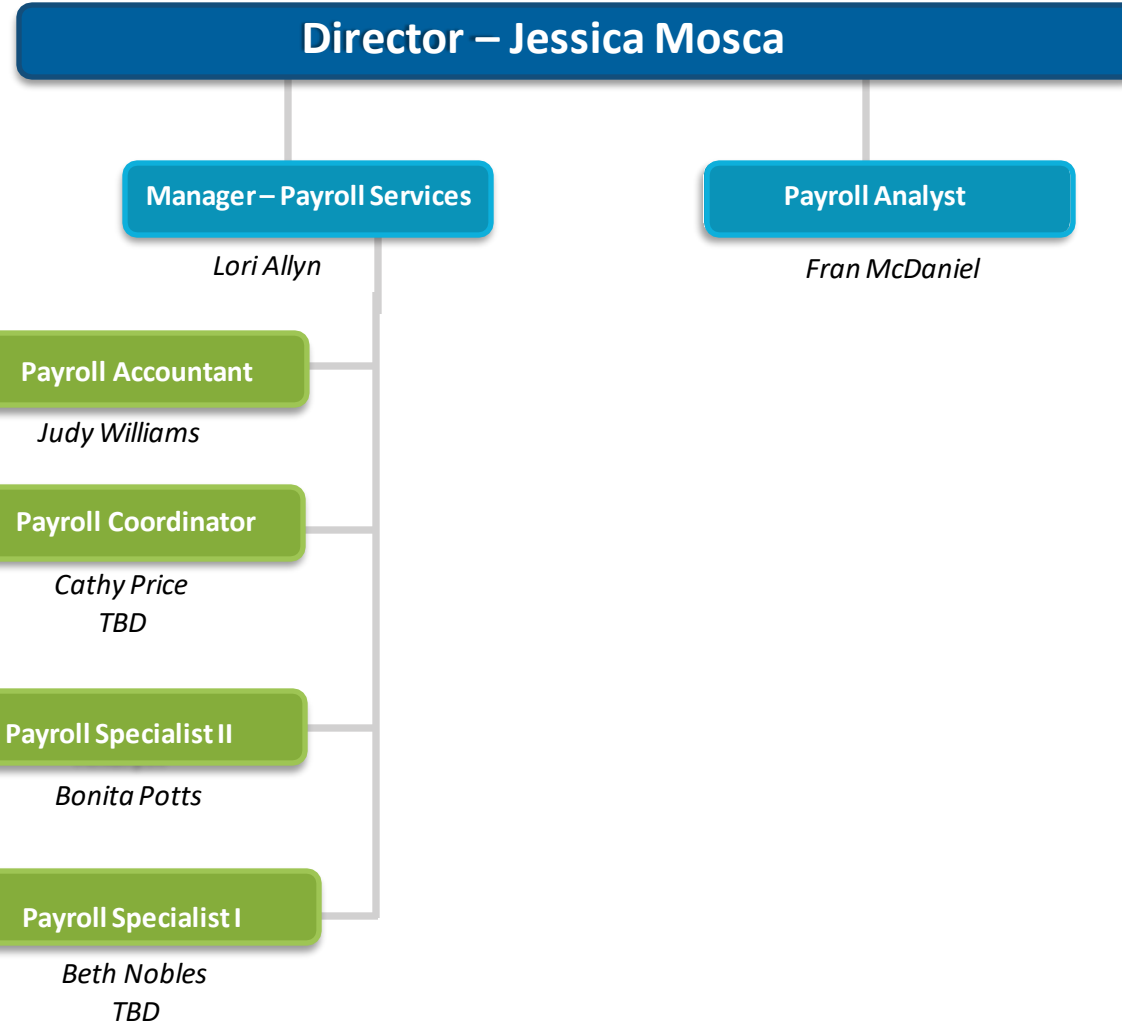 Director – Jessica Mosca
Manager – Payroll Services
Payroll Analyst
Lori Allyn
Fran McDaniel
Payroll Accountant
Judy Williams
Payroll Coordinator
Cathy Price
TBD
Payroll Specialist II
Bonita Potts
Payroll Specialist I
Beth Nobles
TBD